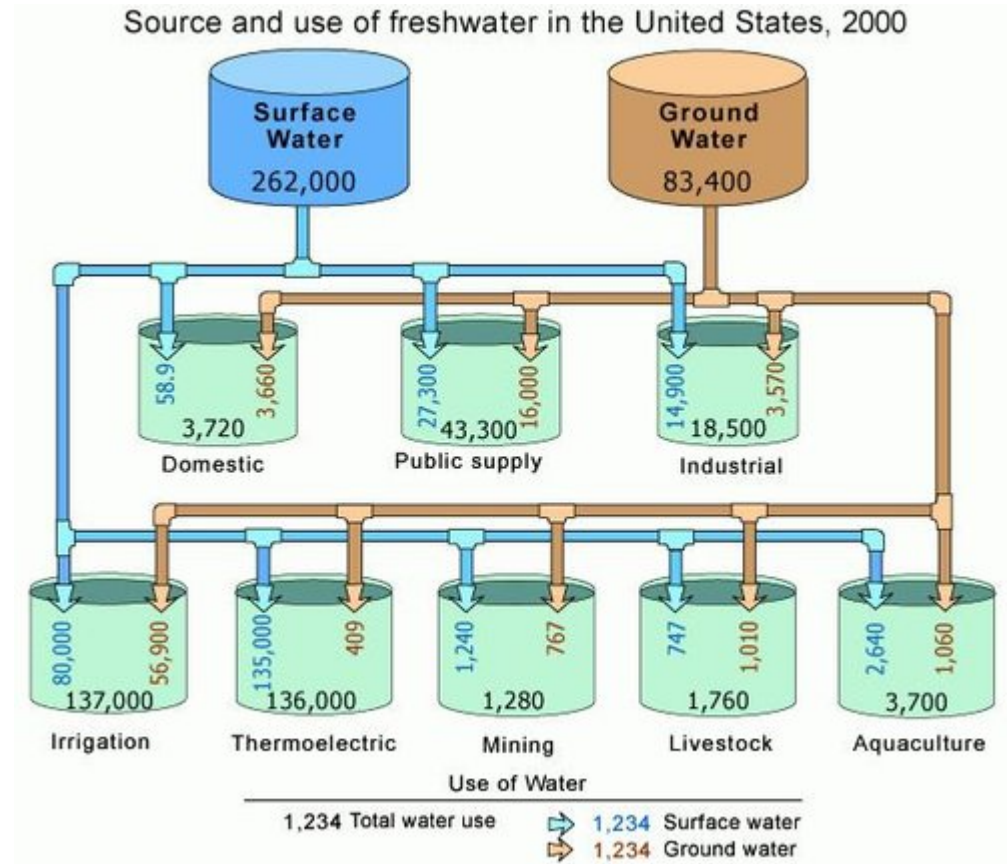 Source and use of freshwater in the United States, 2000
Surface
Water
262,000
Ground
Water
83,400
58.9
3,660
3,720
Domestic
27,300
16,000
43,300
Public supply
14,900
3,570
18,500
Industrial
80,000
56,900
137,000
Irrigation
135,000
409
136,000
Thermoelectric
1,240
767
1,280
Mining
747
1,010
1,760
Livestock
2,640
1,060
3,700
Aquaculture
Use of Water
1,234 Total water use
1,234 Surface water
1,234 Ground water